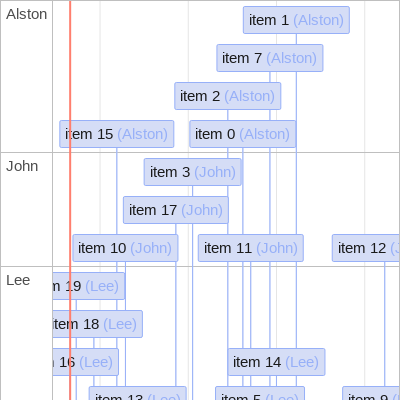 Alston
item 1 (Alston)
item 7 (Alston)
item 2 (Alston)
item 15 (Alston)
item 0 (Alston)
John
item 3 (John)
item 17 (John)
item 10 (John)
item 11 (John)
item 12 (J
Lee
m 19 (Lee)
item 18 (Lee)
16 (Lee)
item 14 (Lee)
item 13 (Lee)
item 5 (Lee)
item 9 (